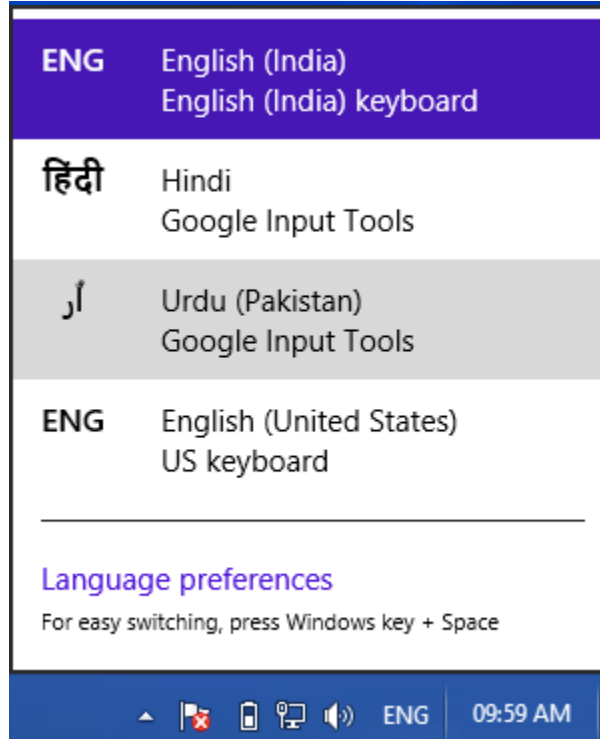 ENG English (India)
English (India) keyboard
हिंदी Hindi
Google Input Tools
اُر Urdu (Pakistan)
Google Input Tools
ENG English (United States)
US keyboard
Language preferences
For easy switching, press Windows key + Space
ENG 09:59 AM